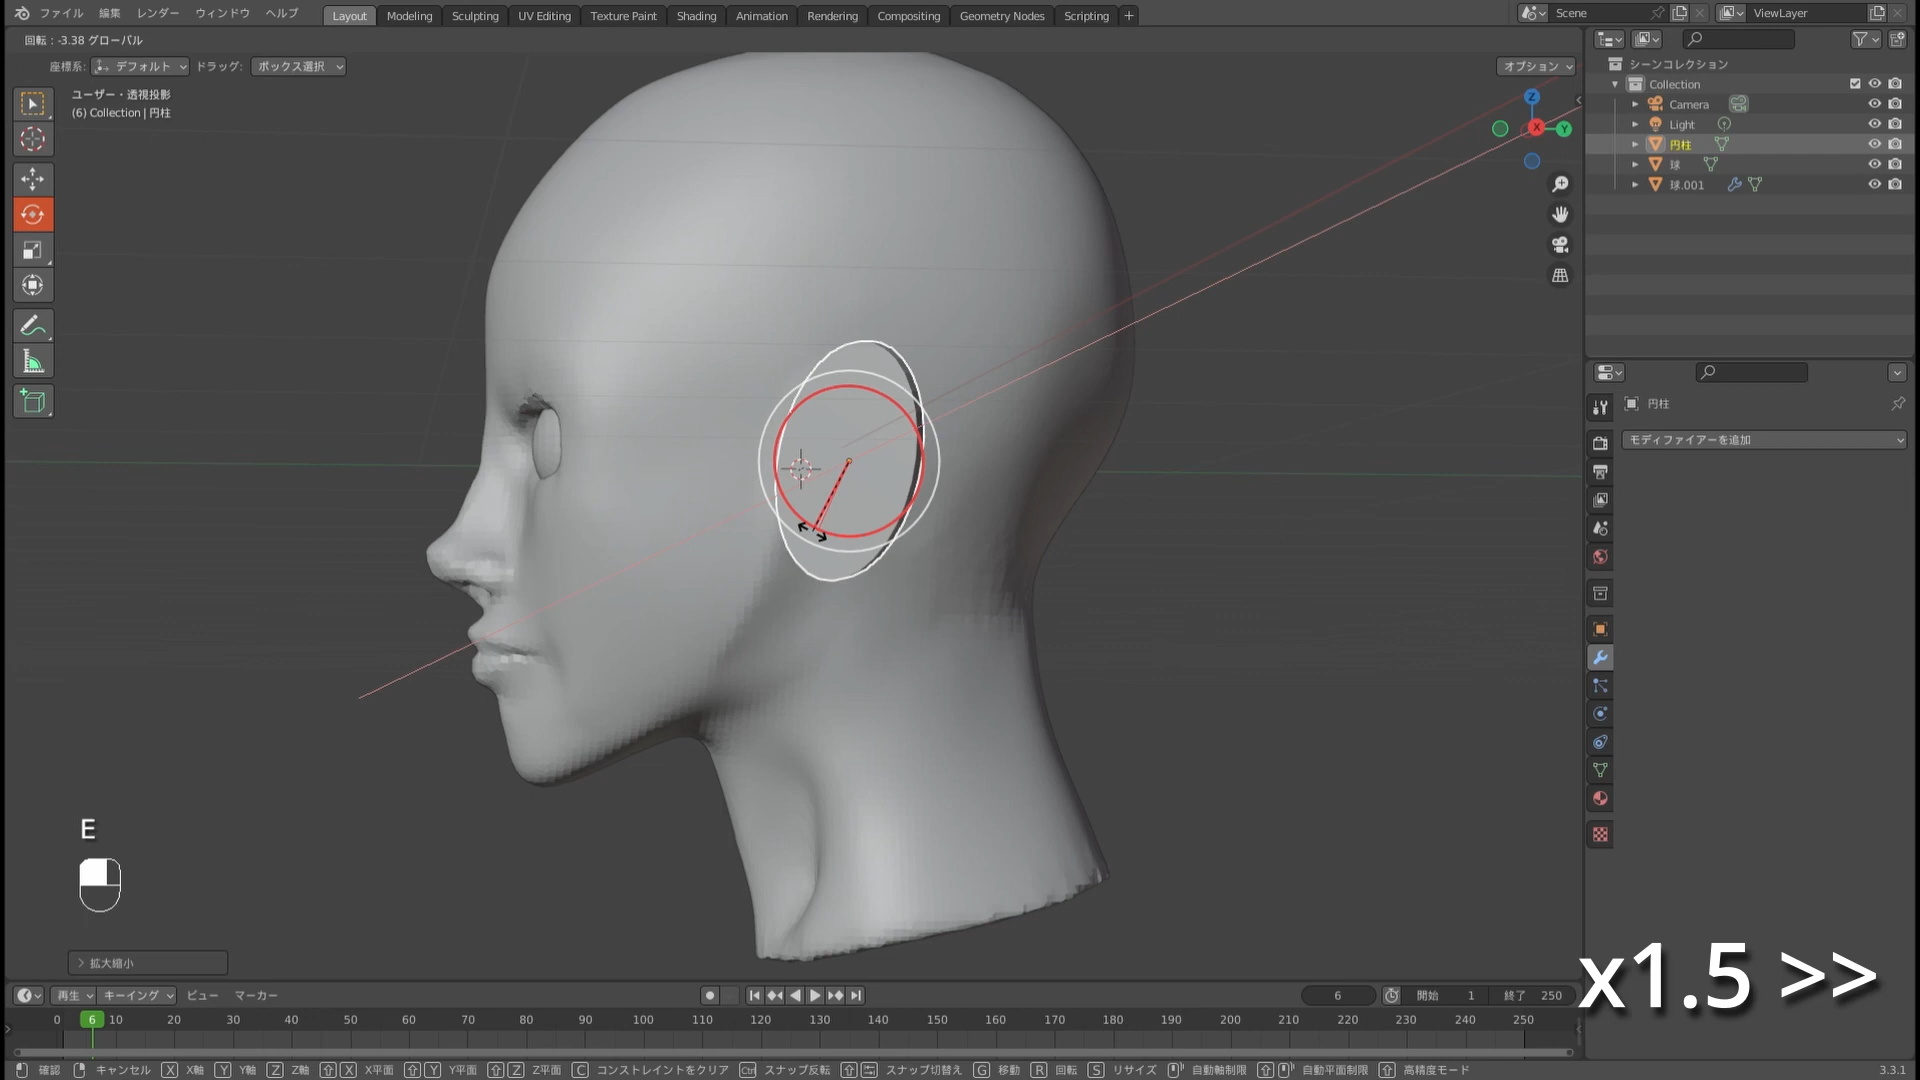 ファイル 編集 レンダー ウィンドウ ヘルプ Layout Modeling Sculpting UV Editing Texture Paint Shading Animation Rendering Compositing Geometry Nodes Scripting + Scene ViewLayer
回転 : -3.38 グローバル
座標系: デフォルト ドラッグ: ボックス選択 オプション
ユーザー・透視投影
(6) Collection | 円柱
Z
X
Y
シーンコレクション
Collection
Camera
Light
円柱
球
球.001
円柱
モディファイアーを追加
E
拡大縮小
x1.5 >>
再生 キーイング ビュー マーカー 6 開始 1 終了 250
0 6 10 20 30 40 50 60 70 80 90 100 110 120 130 140 150 160 170 180 190 200 210 220 230 240 250
確認 キャンセル X X軸 Y Y軸 Z Z軸 X X平面 Y Y平面 Z Z平面 C コンストレイントをクリア Ctrl スナップ反転 スナップ切替え G 移動 R 回転 S リサイズ 自動軸制限 自動平面制限 高精度モード 3.3.1